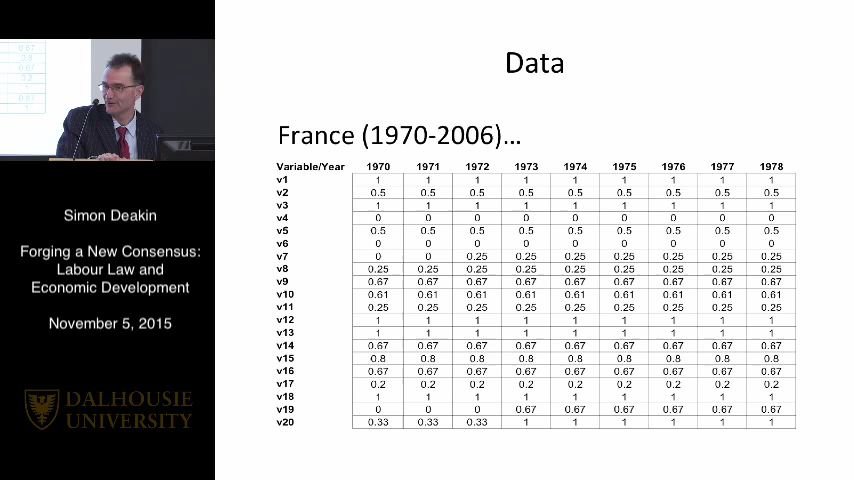 Simon Deakin
Forging a New Consensus:
Labour Law and
Economic Development
November 5, 2015
DALHOUSIE
UNIVERSITY
Data
France (1970-2006)...
Variable/Year 1970 1971 1972 1973 1974 1975 1976 1977 1978
v1 1 1 1 1 1 1 1 1 1
v2 0.5 0.5 0.5 0.5 0.5 0.5 0.5 0.5 0.5
v3 1 1 1 1 1 1 1 1 1
v4 0 0 0 0 0 0 0 0 0
v5 0.5 0.5 0.5 0.5 0.5 0.5 0.5 0.5 0.5
v6 0 0 0 0 0 0 0 0 0
v7 0 0 0.25 0.25 0.25 0.25 0.25 0.25 0.25
v8 0.25 0.25 0.25 0.25 0.25 0.25 0.25 0.25 0.25
v9 0.67 0.67 0.67 0.67 0.67 0.67 0.67 0.67 0.67
v10 0.61 0.61 0.61 0.61 0.61 0.61 0.61 0.61 0.61
v11 0.25 0.25 0.25 0.25 0.25 0.25 0.25 0.25 0.25
v12 1 1 1 1 1 1 1 1 1
v13 1 1 1 1 1 1 1 1 1
v14 0.67 0.67 0.67 0.67 0.67 0.67 0.67 0.67 0.67
v15 0.8 0.8 0.8 0.8 0.8 0.8 0.8 0.8 0.8
v16 0.67 0.67 0.67 0.67 0.67 0.67 0.67 0.67 0.67
v17 0.2 0.2 0.2 0.2 0.2 0.2 0.2 0.2 0.2
v18 1 1 1 1 1 1 1 1 1
v19 0 0 0 0.67 0.67 0.67 0.67 0.67 0.67
v20 0.33 0.33 0.33 1 1 1 1 1 1